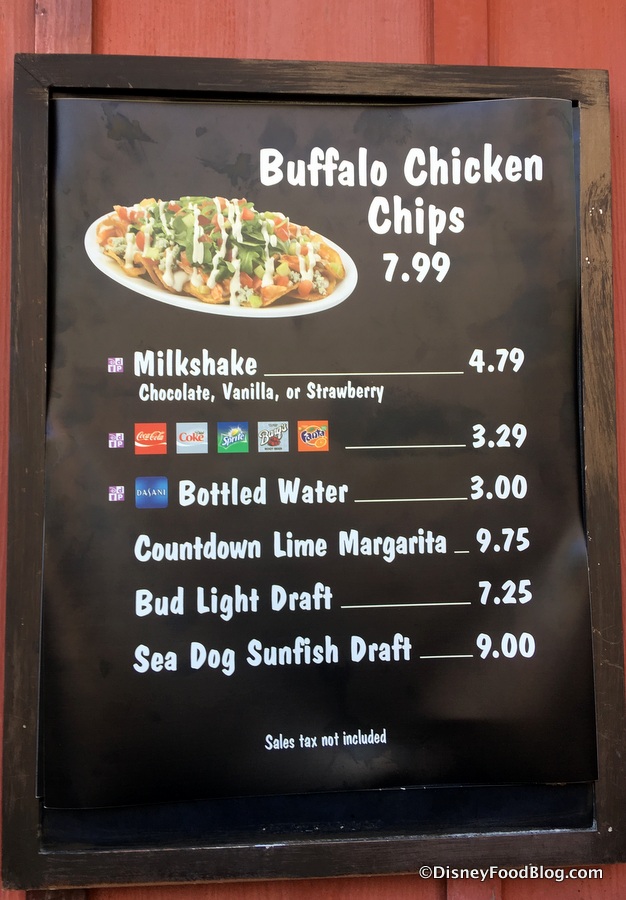 Buffalo Chicken
Chips
7.99
Milkshake 4.79
Chocolate, Vanilla, or Strawberry
Coca-Cola Coke Sprite Barq's Fanta 3.29
DASANI Bottled Water 3.00
Countdown Lime Margarita 9.75
Bud Light Draft 7.25
Sea Dog Sunfish Draft 9.00
Sales tax not included
©DisneyFoodBlog.com